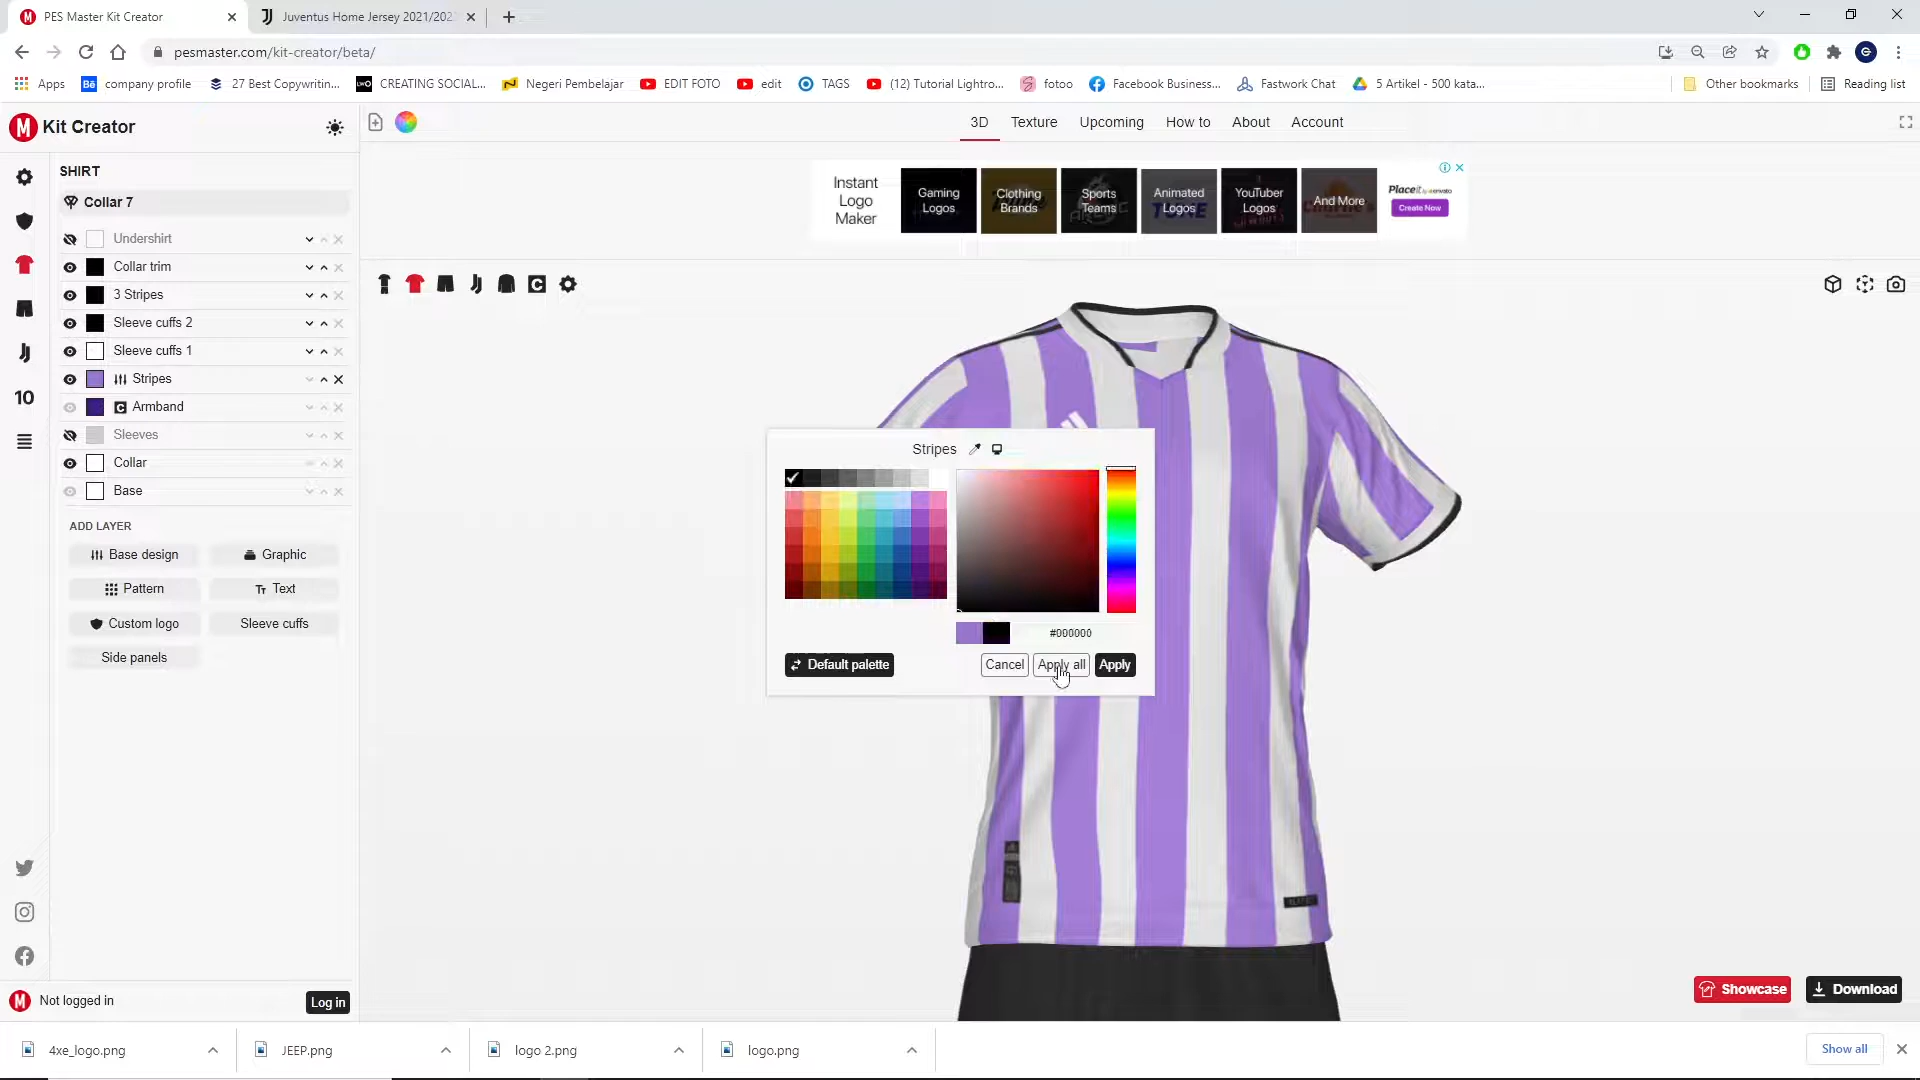 PES Master Kit Creator
Juventus Home Jersey 2021/202
pesmaster.com/kit-creator/beta/
Apps
Bē company profile
27 Best Copywritin...
LWO CREATING SOCIAL...
Negeri Pembelajar
EDIT FOTO
edit
TAGS
(12) Tutorial Lightro...
fotoo
Facebook Business...
Fastwork Chat
5 Artikel - 500 kata...
Other bookmarks
Reading list
M Kit Creator
3D
Texture
Upcoming
How to
About
Account
SHIRT
Collar 7
Undershirt
Collar trim
3 Stripes
Sleeve cuffs 2
Sleeve cuffs 1
Stripes
C Armband
Sleeves
Collar
Base
10
ADD LAYER
Base design
Graphic
Pattern
Tт Text
Custom logo
Sleeve cuffs
Side panels
Instant
Logo
Maker
Gaming
Logos
Clothing
Brands
Sports
Teams
Animated
Logos
YouTuber
Logos
And More
Placeit by envato
Create Now
C
Stripes
#000000
Default palette
Cancel
Apply all
Apply
Showcase
Download
M Not logged in
Log in
4xe_logo.png
JEEP.png
logo 2.png
logo.png
Show all